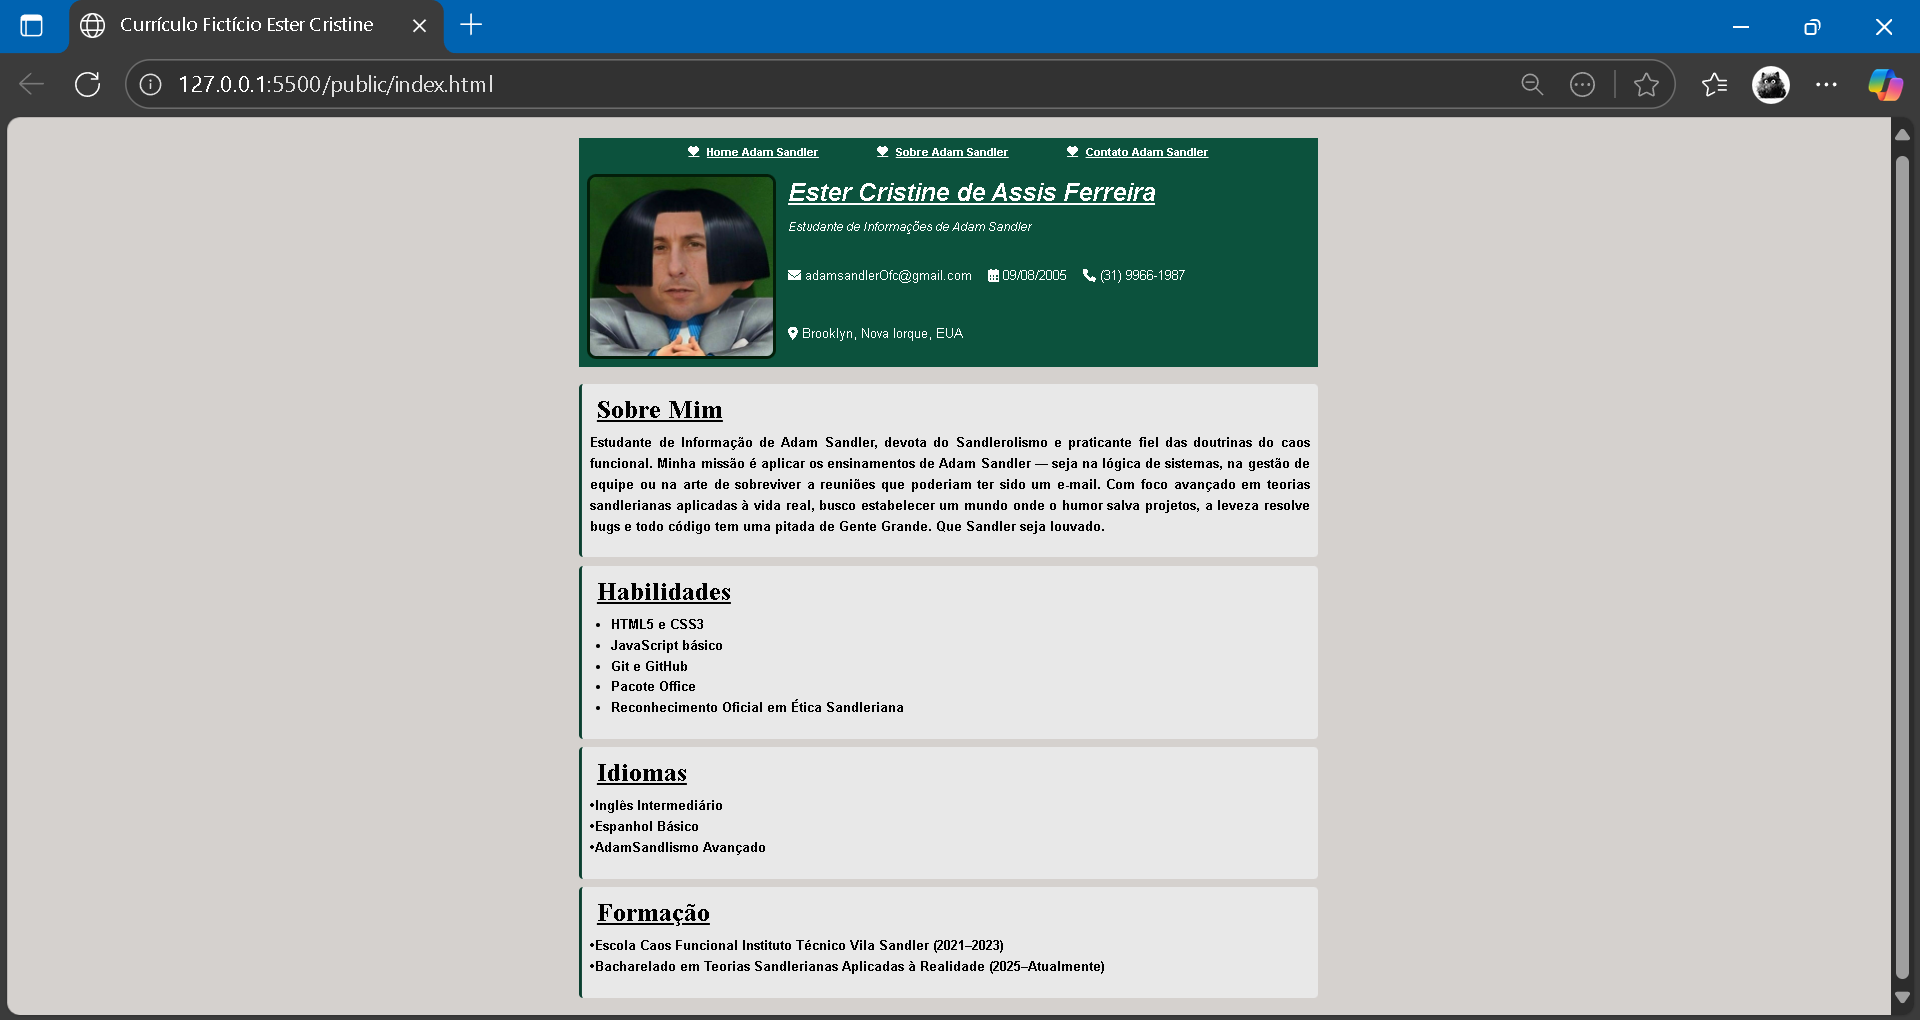 Currículo Fictício Ester Cristine
127.0.0.1:5500/public/index.html
Home Adam Sandler Sobre Adam Sandler Contato Adam Sandler
Ester Cristine de Assis Ferreira
Estudante de Informações de Adam Sandler
adamsandlerOfc@gmail.com 09/08/2005 (31) 9966-1987
Brooklyn, Nova Iorque, EUA
Sobre Mim
Estudante de Informação de Adam Sandler, devota do Sandlerolismo e praticante fiel das doutrinas do caos
funcional. Minha missão é aplicar os ensinamentos de Adam Sandler — seja na lógica de sistemas, na gestão de
equipe ou na arte de sobreviver a reuniões que poderiam ter sido um e-mail. Com foco avançado em teorias
sandlerianas aplicadas à vida real, busco estabelecer um mundo onde o humor salva projetos, a leveza resolve
bugs e todo código tem uma pitada de Gente Grande. Que Sandler seja louvado.
Habilidades
• HTML5 e CSS3
• JavaScript básico
• Git e GitHub
• Pacote Office
• Reconhecimento Oficial em Ética Sandleriana
Idiomas
•Inglês Intermediário
•Espanhol Básico
•AdamSandlismo Avançado
Formação
•Escola Caos Funcional Instituto Técnico Vila Sandler (2021–2023)
•Bacharelado em Teorias Sandlerianas Aplicadas à Realidade (2025–Atualmente)